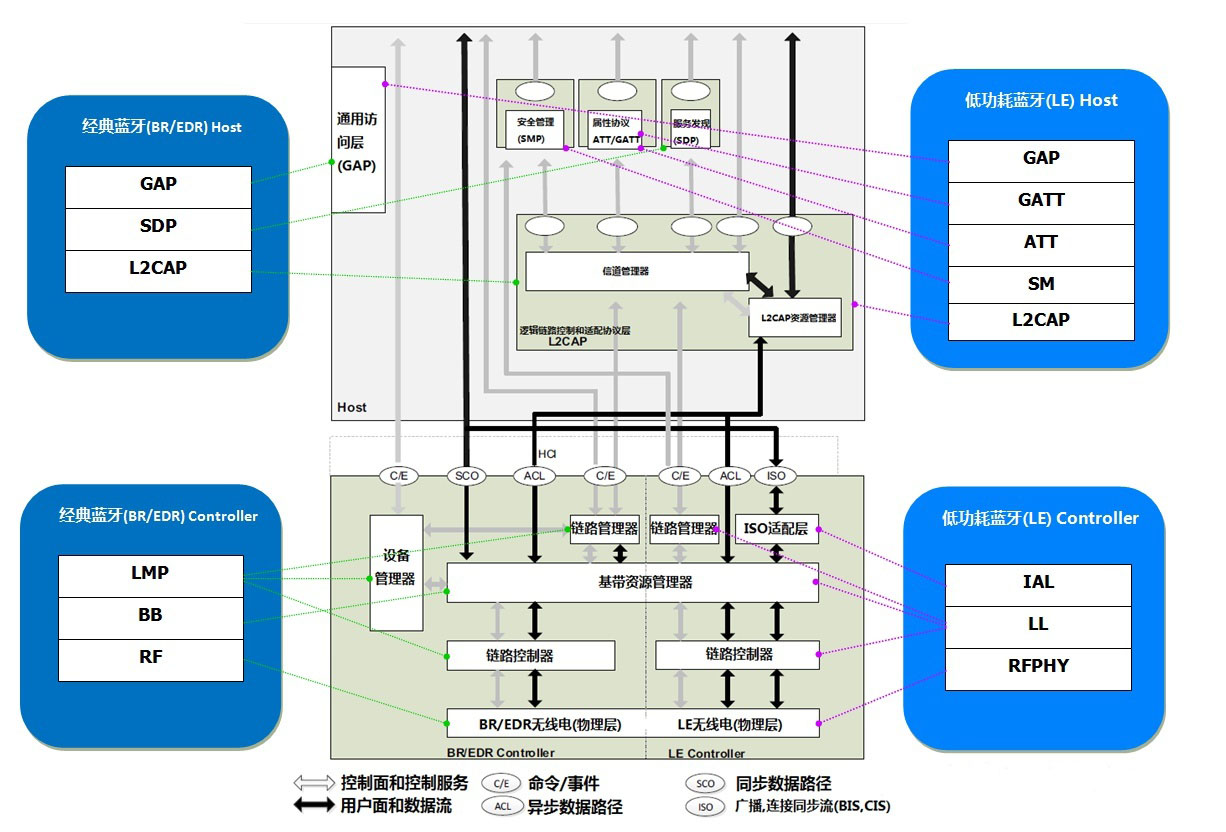 经典蓝牙(BR/EDR) Host
GAP
SDP
L2CAP
通用访
问层
(GAP)
安全管理
(SMP)
属性协议
ATT/GATT
服务发现
(SDP)
信道管理器
L2CAP资源管理器
逻辑链路控制和适配协议层
L2CAP
Host
低功耗蓝牙(LE) Host
GAP
GATT
ATT
SM
L2CAP
HCI
C/E
SCO
ACL
C/E
C/E
ACL
ISO
经典蓝牙(BR/EDR) Controller
LMP
BB
RF
设备
管理器
链路管理器
链路管理器
ISO适配层
基带资源管理器
链路控制器
链路控制器
BR/EDR无线电(物理层)
LE无线电(物理层)
BR/EDR Controller
LE Controller
低功耗蓝牙(LE) Controller
IAL
LL
RFPHY
控制面和控制服务
C/E
命令/事件
SCO
同步数据路径
用户面和数据流
ACL
异步数据路径
ISO
广播,连接同步流(BIS,CIS)